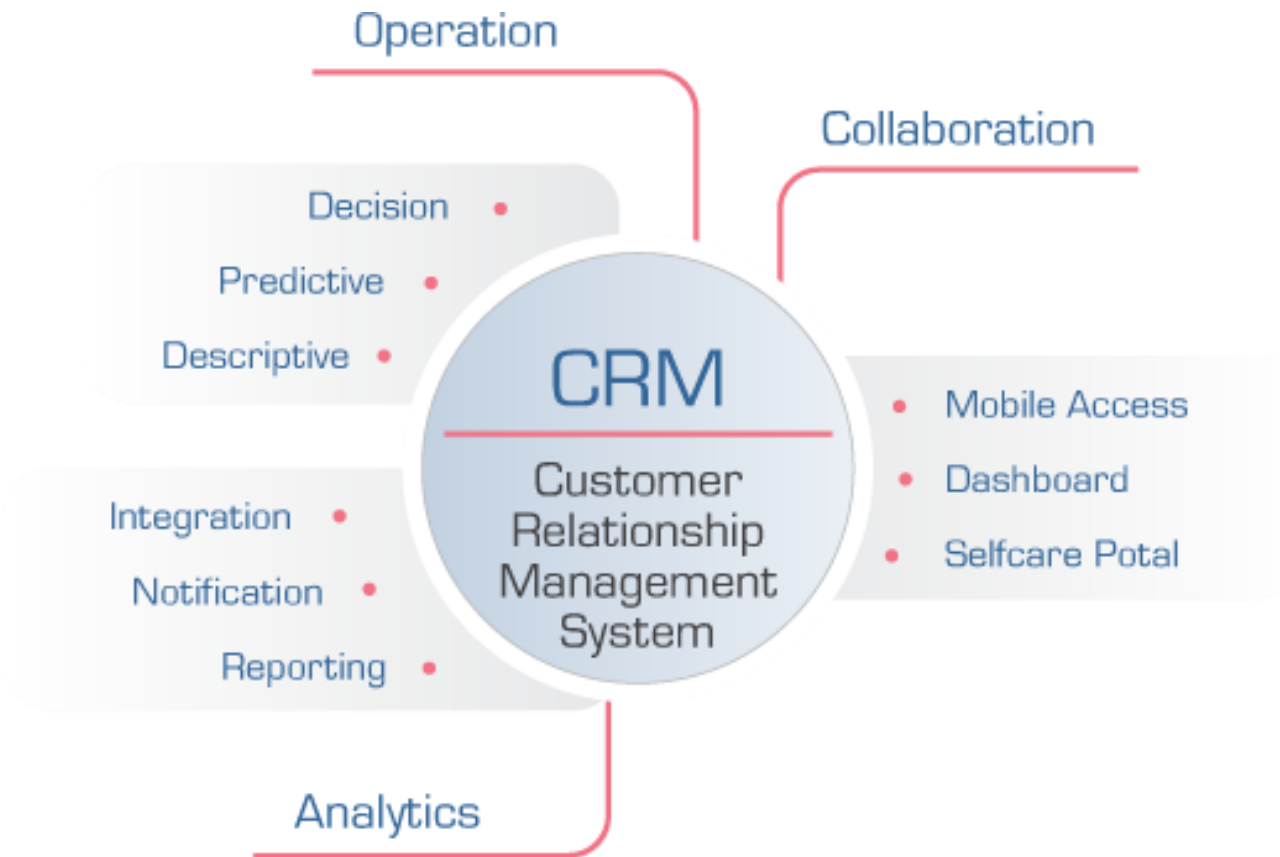 Operation
Collaboration
Decision
Predictive
Descriptive
CRM
Customer
Relationship
Management
System
Mobile Access
Dashboard
Selfcare Potal
Integration
Notification
Reporting
Analytics